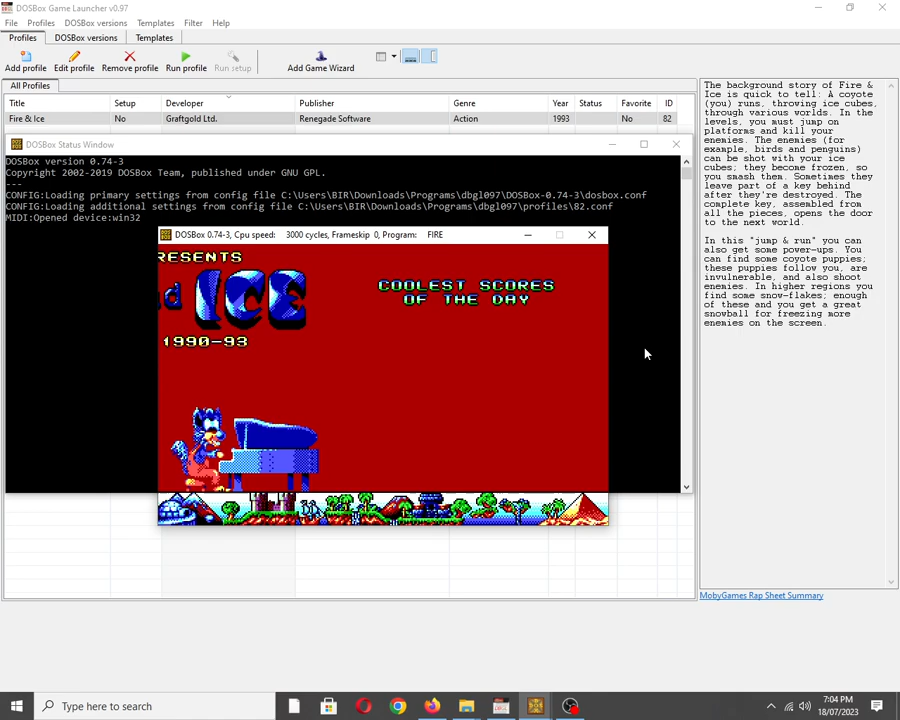 DOSBox Game Launcher v0.97
File Profiles DOSBox versions Templates Filter Help
Profiles DOSBox versions Templates
Add profile Edit profile Remove profile Run profile Run setup Add Game Wizard
All Profiles
Title Setup Developer Publisher Genre Year Status Favorite ID
Fire & Ice No Graftgold Ltd. Renegade Software Action 1993 No 82
DOSBox Status Window
DOSBox version 0.74-3
Copyright 2002-2019 DOSBox Team, published under GNU GPL.
---
CONFIG:Loading primary settings from config file C:\Users\BIR\Downloads\Programs\dbgl097\DOSBox-0.74-3\dosbox.conf
CONFIG:Loading additional settings from config file C:\Users\BIR\Downloads\Programs\dbgl097\profiles\82.conf
MIDI:Opened device:win32
DOSBox 0.74-3, Cpu speed: 3000 cycles, Frameskip 0, Program: FIRE
RESENTS
d ICE
1990-93
COOLEST SCORES
OF THE DAY
The background story of Fire &
Ice is quick to tell: A coyote
(you) runs, throwing ice cubes,
through various worlds. In the
levels, you must jump on
platforms and kill your
enemies. The enemies (for
example, birds and penguins)
can be shot with your ice
cubes; they become frozen, so
you smash them. Sometimes they
leave part of a key behind
after they're destroyed. The
complete key, assembled from
all the pieces, opens the door
to the next world.
In this "jump & run" you can
also get some power-ups. You
can find some coyote puppies;
these puppies follow you, are
invulnerable, and also shoot
enemies. In higher regions you
find some snow-flakes; enough
of these and you get a great
snowball for freezing more
enemies on the screen.
MobyGames Rap Sheet Summary
Type here to search
7:04 PM
18/07/2023